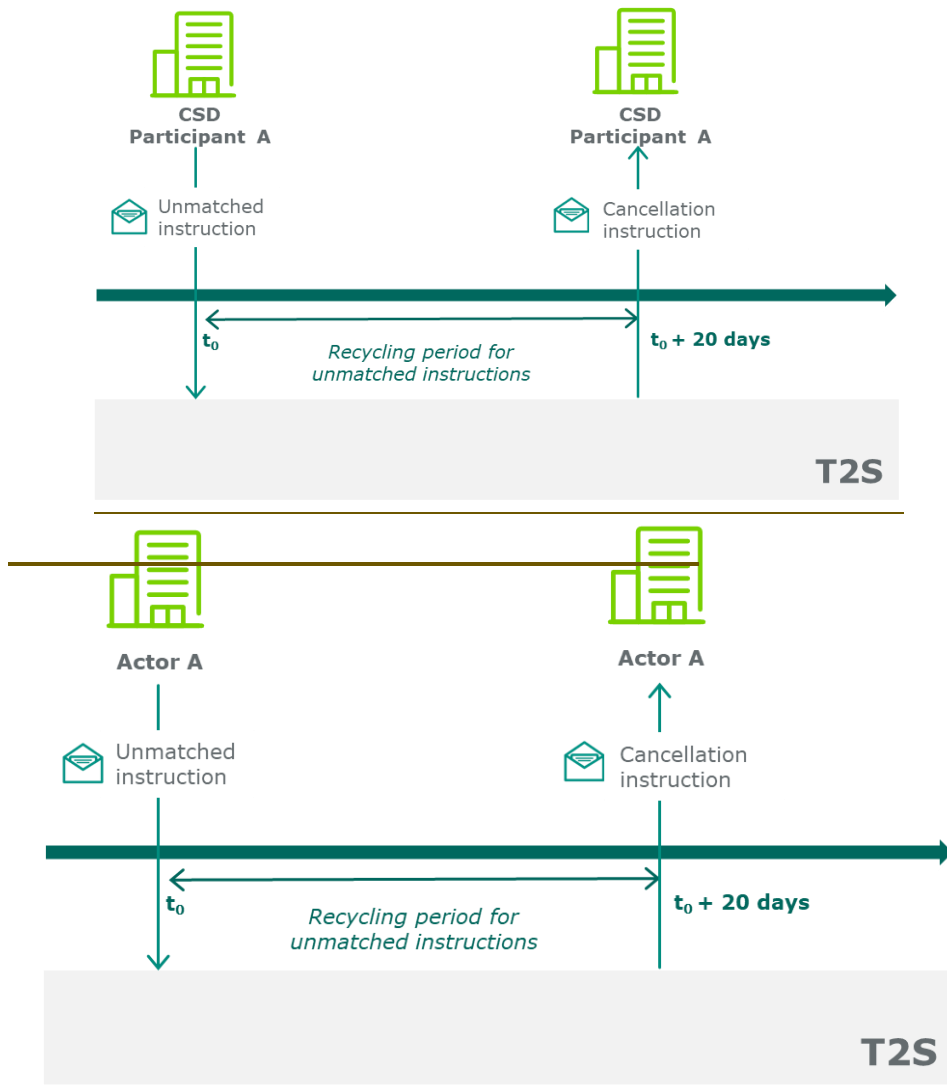 CSD
Participant A
CSD
Participant A
Unmatched
instruction
Cancellation
instruction
t₀
Recycling period for
unmatched instructions
t₀ + 20 days
T2S
Actor A
Actor A
Unmatched
instruction
Cancellation
instruction
t₀
Recycling period for
unmatched instructions
t₀ + 20 days
T2S